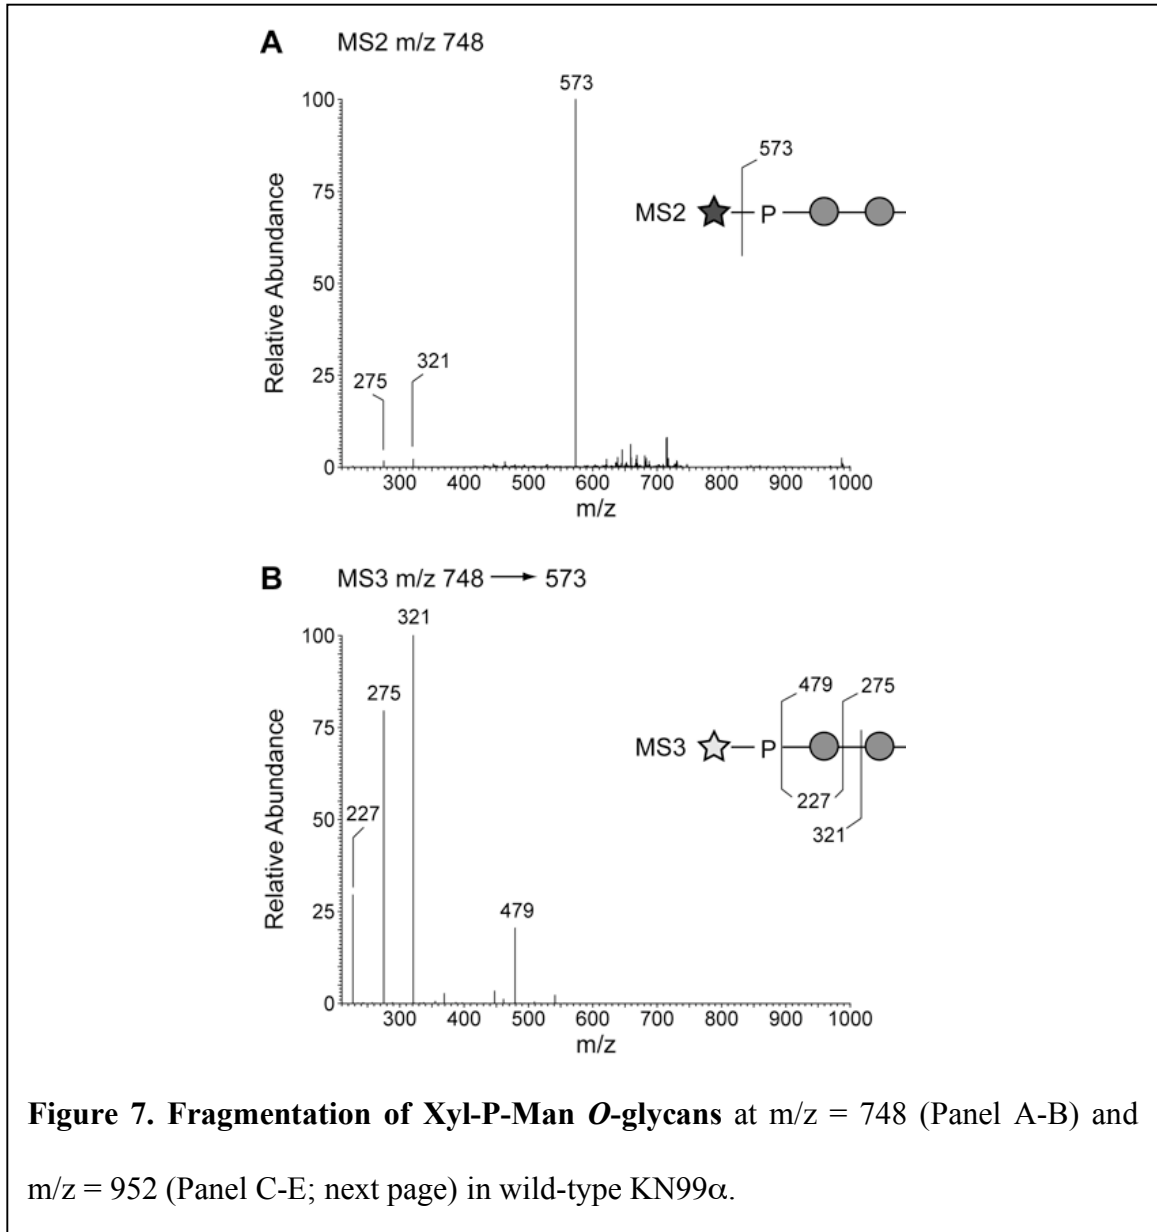 A MS2 m/z 748
573
100
573
75
MS2 P
50
Relative Abundance
321
25
275
0
300 400 500 600 700 800 900 1000
m/z
B MS3 m/z 748 → 573
321
100
479 275
275
75
MS3 P
227
321
50
227
Relative Abundance
479
25
0
300 400 500 600 700 800 900 1000
m/z
Figure 7. Fragmentation of Xyl-P-Man O-glycans at m/z = 748 (Panel A-B) and
m/z = 952 (Panel C-E; next page) in wild-type KN99α.